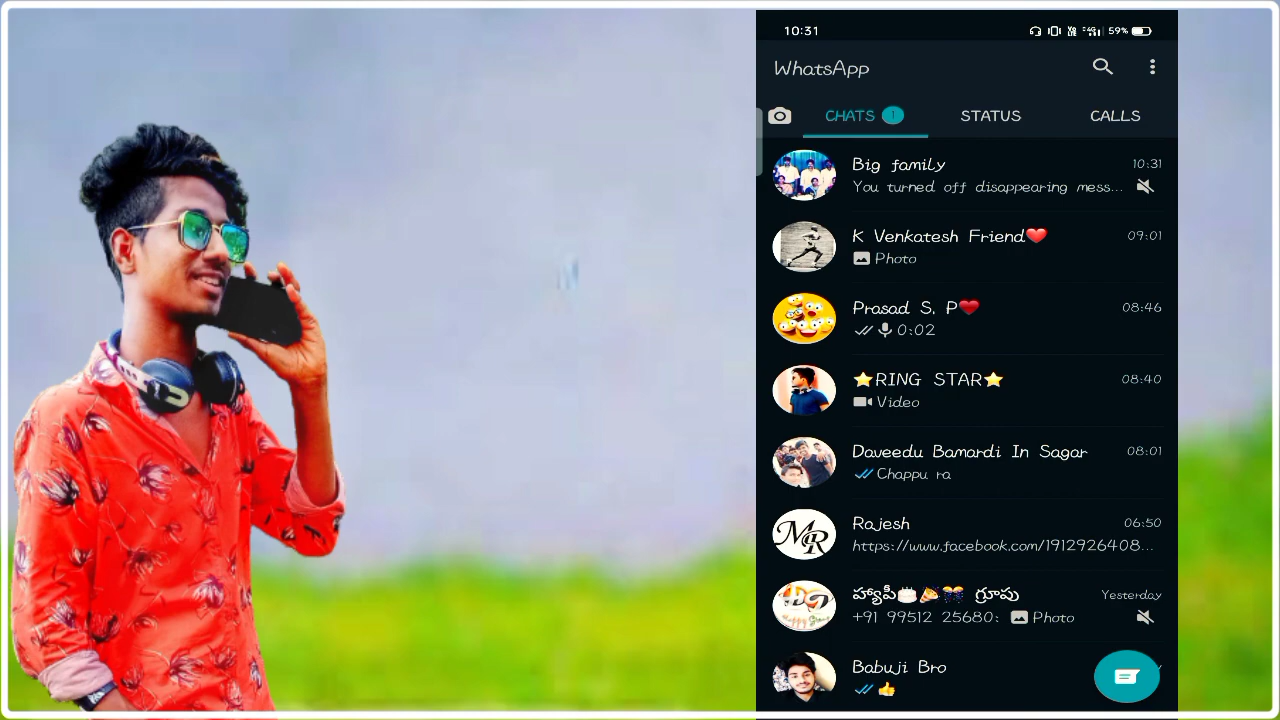 10:31
59%
WhatsApp
CHATS 1 STATUS CALLS
Big family 10:31
You turned off disappearing mess...
K Venkatesh Friend❤️ 09:01
Photo
Prasad S. P❤️ 08:46
0:02
⭐RING STAR⭐ 08:40
Video
Daveedu Bamardi In Sagar 08:01
Chappu ra
Rajesh 06:50
MR
https://www.facebook.com/1912926408...
హ్యాపీ🎂🎉🎊 గ్రూపు Yesterday
+91 99512 25680: Photo
Babuji Bro
👍